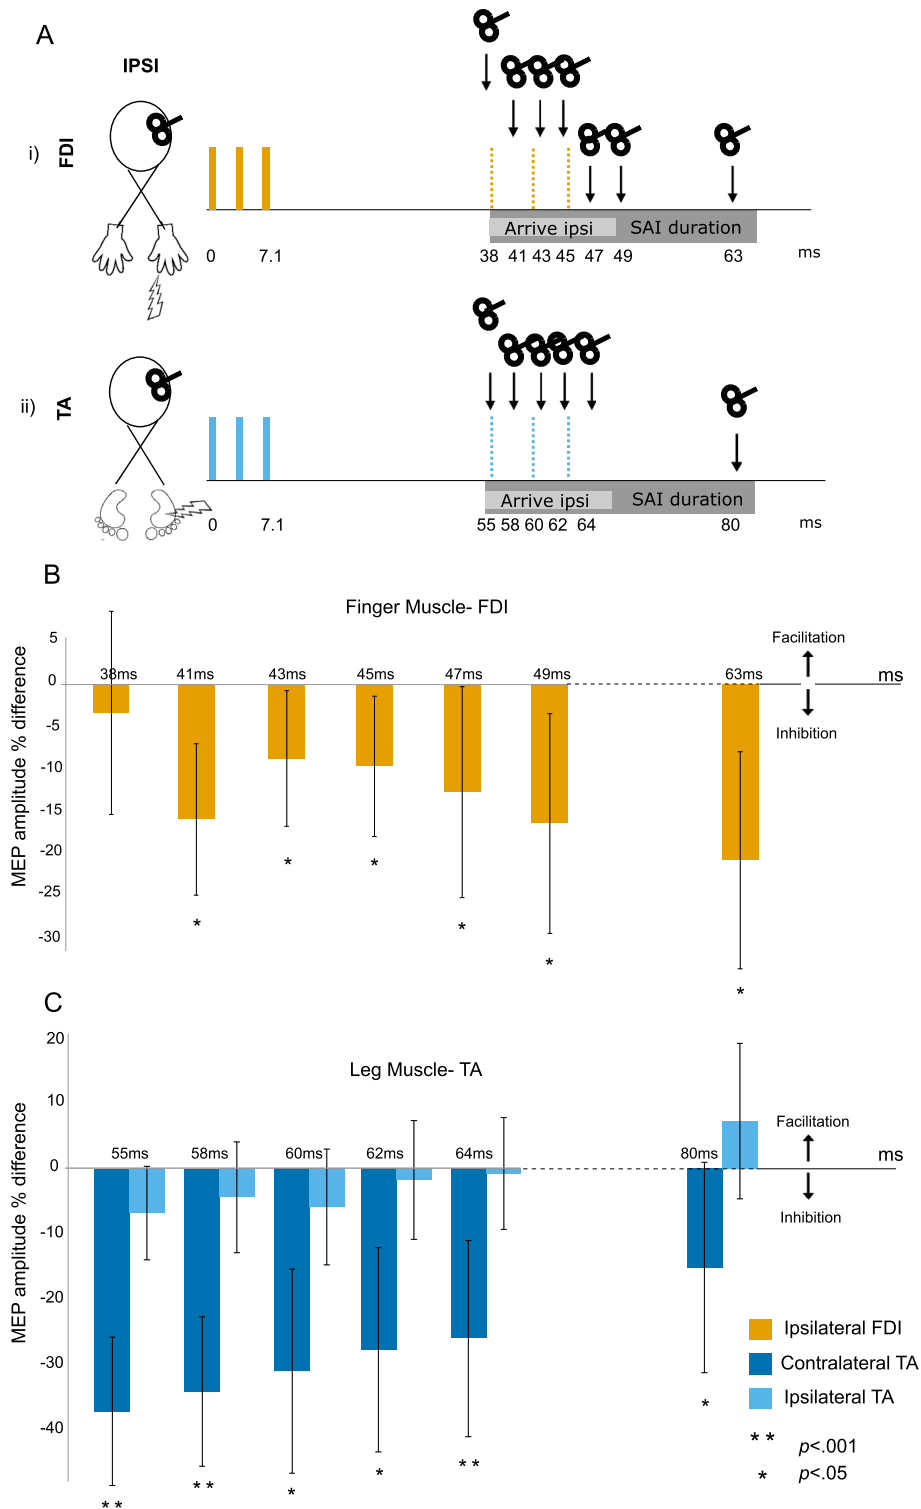 A
IPSI
i)
FDI
Arrive ipsi
SAI duration
0 7.1 38 41 43 45 47 49 63 ms
ii)
TA
Arrive ipsi
SAI duration
0 7.1 55 58 60 62 64 80 ms
B
Finger Muscle- FDI
MEP amplitude % difference
5
0
-5
-10
-15
-20
-25
-30
38ms 41ms 43ms 45ms 47ms 49ms 63ms
Facilitation
ms
Inhibition
*
*
*
*
*
*
C
Leg Muscle- TA
MEP amplitude % difference
20
10
0
-10
-20
-30
-40
55ms 58ms 60ms 62ms 64ms 80ms
Facilitation
ms
Inhibition
**
**
*
*
**
*
Ipsilateral FDI
Contralateral TA
Ipsilateral TA
** p<.001
* p<.05